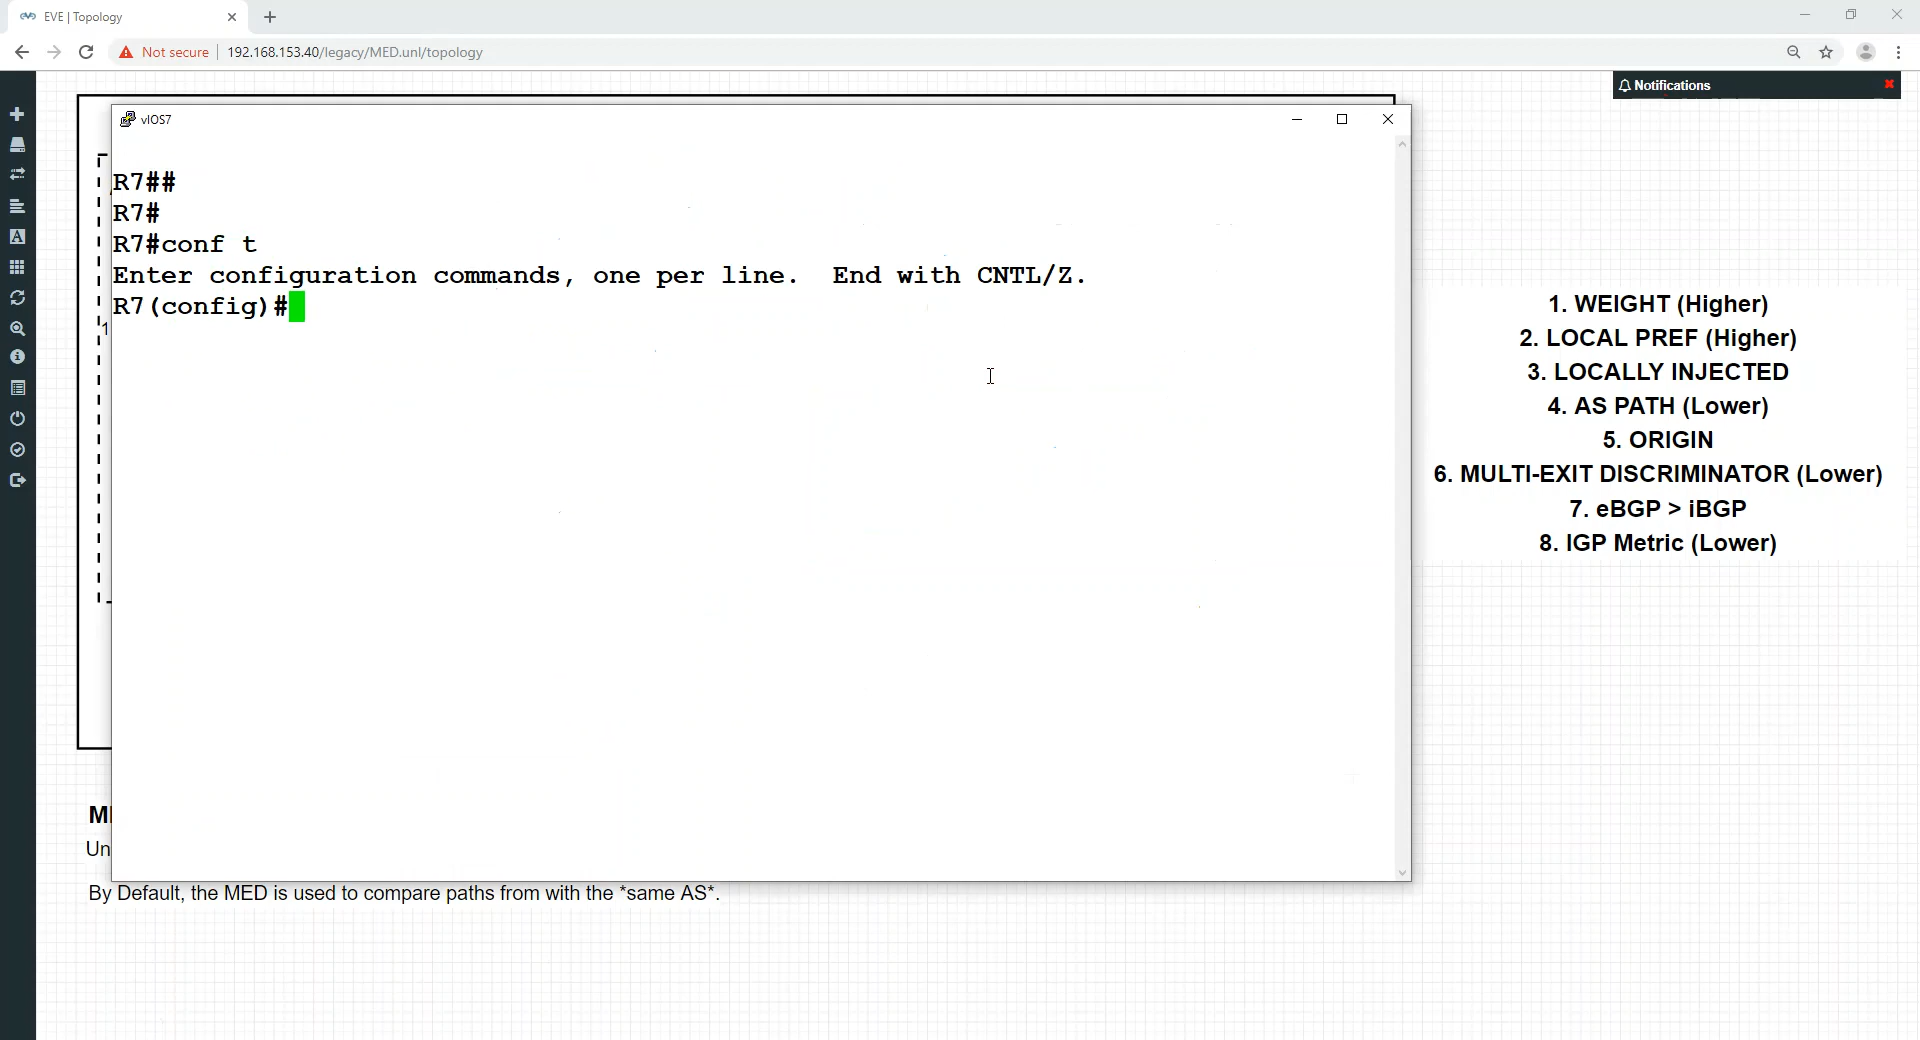 EVE | Topology
Not secure
192.168.153.40/legacy/MED.unl/topology
Notifications
vIOS7
R7##
R7#
R7#conf t
Enter configuration commands, one per line.  End with CNTL/Z.
R7(config)#
1
1. WEIGHT (Higher)
2. LOCAL PREF (Higher)
3. LOCALLY INJECTED
4. AS PATH (Lower)
5. ORIGIN
6. MULTI-EXIT DISCRIMINATOR (Lower)
7. eBGP > iBGP
8. IGP Metric (Lower)
Un
By Default, the MED is used to compare paths from with the *same AS*.